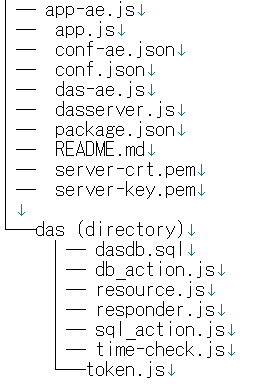 ── app-ae.js↓
── app.js↓
── conf-ae.json↓
── conf.json↓
── das-ae.js↓
── dasserver.js↓
── package.json↓
── README.md↓
── server-crt.pem↓
── server-key.pem↓
↓
└──das (directory)↓
│ ── dasdb.sql↓
│ ── db_action.js↓
│ ── resource.js↓
│ ── responder.js↓
│ ── sql_action.js↓
│ ── time-check.js↓
└──token.js↓